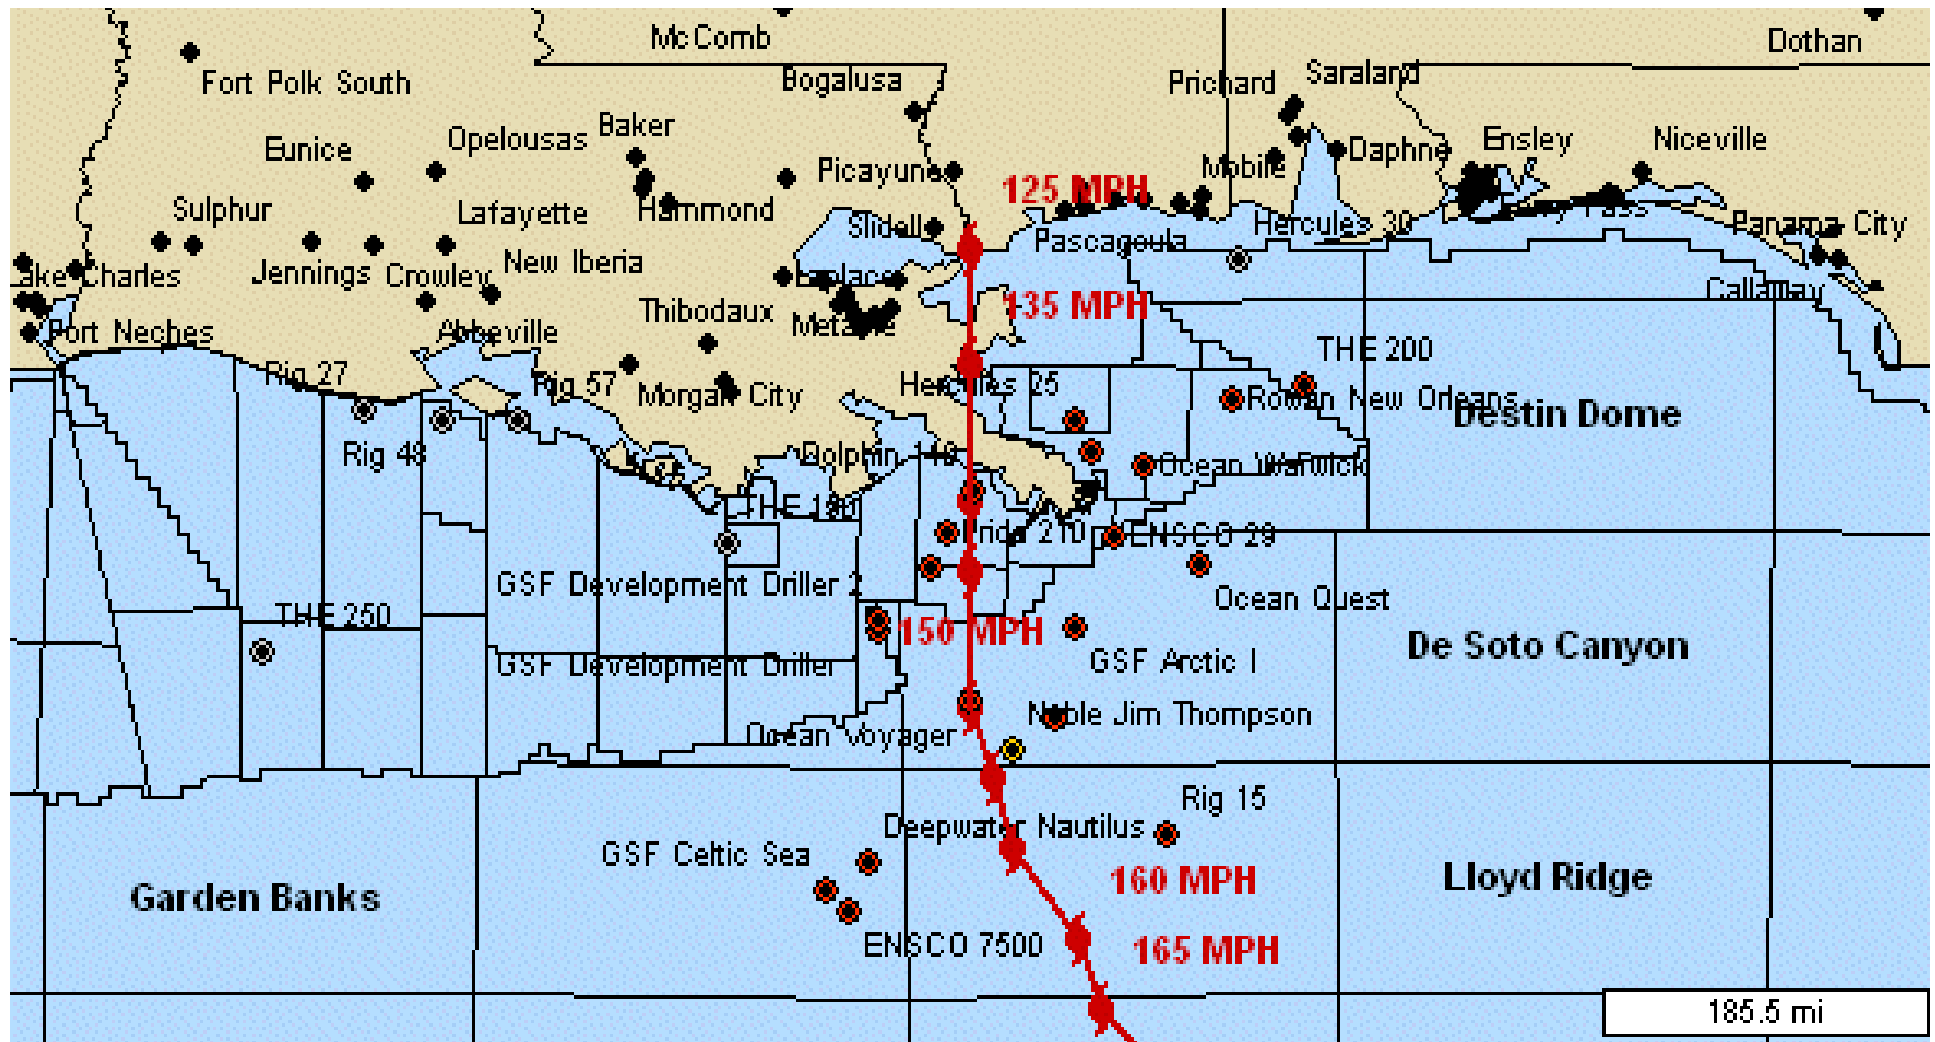 McComb
Dothan
Fort Polk South
Bogalusa
Prichard
Saraland
Eunice
Opelousas
Baker
Ensley
Niceville
Picayune
Mobile
Daphne
125 MPH
Sulphur
Lafayette
Hammond
Slidell
Pascagoula
Hercules 30
Panama City
Lake Charles
Jennings
Crowley
New Iberia
Laplace
Callaway
Port Neches
Abbeville
Thibodaux
Metairie
135 MPH
THE 200
Rig 27
Rig 57
Morgan City
Hercules 25
Rowan New Orleans
Destin Dome
Rig 48
Dolphin 110
Ocean Warwick
THE 190
Pride 210
ENSCO 29
GSF Development Driller 2
Ocean Quest
THE 250
150 MPH
De Soto Canyon
GSF Development Driller
GSF Arctic I
Noble Jim Thompson
Ocean Voyager
Rig 15
Deepwater Nautilus
GSF Celtic Sea
160 MPH
Lloyd Ridge
Garden Banks
ENSCO 7500
165 MPH
185.5 mi